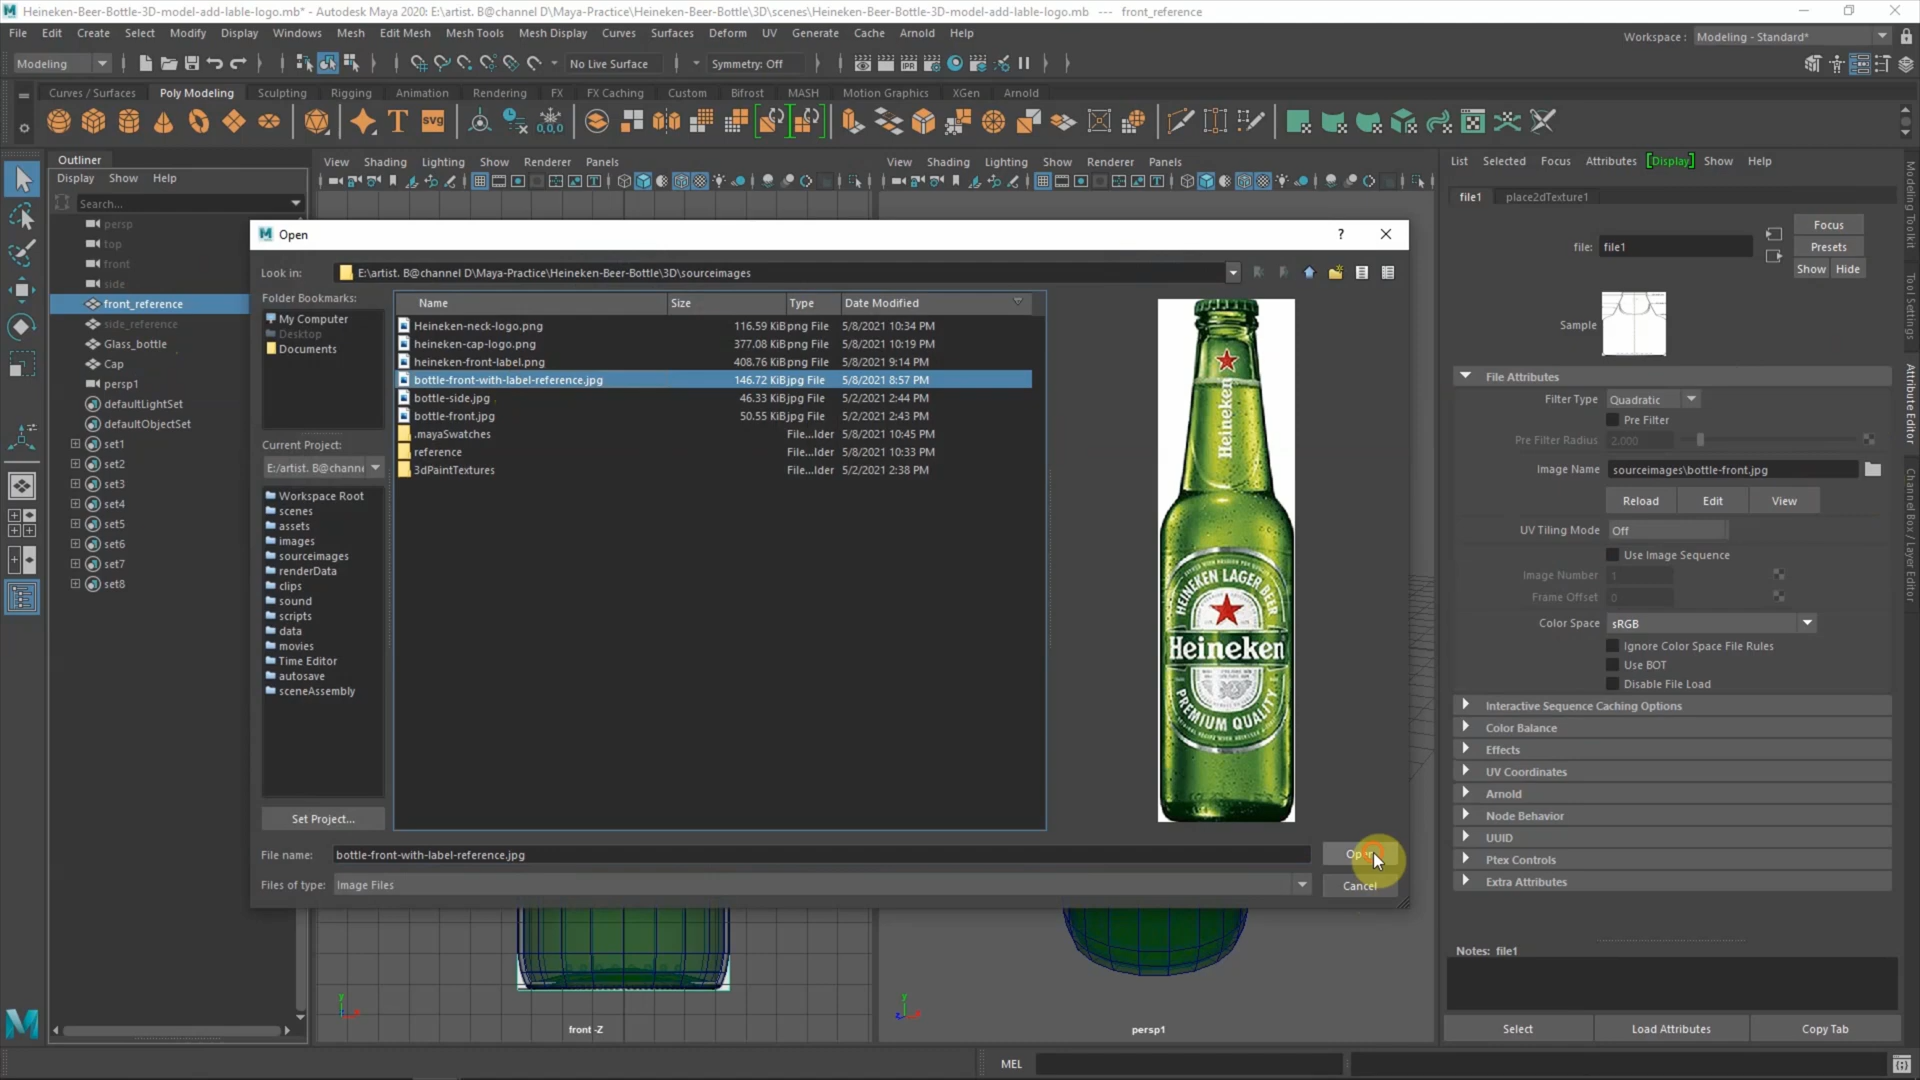 Heineken-Beer-Bottle-3D-model-add-lable-logo.mb* - Autodesk Maya 2020: E:\artist. B@channel D\Maya-Practice\Heineken-Beer-Bottle\3D\scenes\Heineken-Beer-Bottle-3D-model-add-lable-logo.mb --- front_reference
File Edit Create Select Modify Display Windows Mesh Edit Mesh Mesh Tools Mesh Display Curves Surfaces Deform UV Generate Cache Arnold Help
Workspace : Modeling - Standard*
Modeling No Live Surface Symmetry: Off
Curves / Surfaces Poly Modeling Sculpting Rigging Animation Rendering FX FX Caching Custom Bifrost MASH Motion Graphics XGen Arnold
T SVG 0,0,0
Outliner
Display Show Help
Search...
persp
top
front
side
front_reference
side_reference
Glass_bottle
Cap
persp1
defaultLightSet
defaultObjectSet
set1
set2
set3
set4
set5
set6
set7
set8
View Shading Lighting Show Renderer Panels
View Shading Lighting Show Renderer Panels
Open
Look in: E:\artist. B@channel D\Maya-Practice\Heineken-Beer-Bottle\3D\sourceimages
Folder Bookmarks:
My Computer
Desktop
Documents
Current Project:
E:/artist. B@channe
Workspace Root
scenes
assets
images
sourceimages
renderData
clips
sound
scripts
data
movies
Time Editor
autosave
sceneAssembly
Set Project...
Name Size Type Date Modified
Heineken-neck-logo.png 116.59 KiB png File 5/8/2021 10:34 PM
heineken-cap-logo.png 377.08 KiB png File 5/8/2021 10:19 PM
heineken-front-label.png 408.76 KiB png File 5/8/2021 9:14 PM
bottle-front-with-label-reference.jpg 146.72 KiB jpg File 5/8/2021 8:57 PM
bottle-side.jpg 46.33 KiB jpg File 5/2/2021 2:44 PM
bottle-front.jpg 50.55 KiB jpg File 5/2/2021 2:43 PM
.mayaSwatches File...lder 5/8/2021 10:45 PM
reference File...lder 5/8/2021 10:33 PM
3dPaintTextures File...lder 5/2/2021 2:38 PM
Heineken
HEINEKEN LAGER BEER
Heineken
PREMIUM QUALITY
File name: bottle-front-with-label-reference.jpg
Files of type: Image Files
Open
Cancel
front -Z
persp1
List Selected Focus Attributes [Display] Show Help
file1 place2dTexture1
file: file1
Focus
Presets
Show Hide
Sample
File Attributes
Filter Type Quadratic
Pre Filter
Pre Filter Radius 2.000
Image Name sourceimages\bottle-front.jpg
Reload Edit View
UV Tiling Mode Off
Use Image Sequence
Image Number 1
Frame Offset 0
Color Space sRGB
Ignore Color Space File Rules
Use BOT
Disable File Load
Interactive Sequence Caching Options
Color Balance
Effects
UV Coordinates
Arnold
Node Behavior
UUID
Ptex Controls
Extra Attributes
Notes: file1
Select Load Attributes Copy Tab
Modeling Toolkit
Tool Settings
Attribute Editor
Channel Box / Layer Editor
MEL